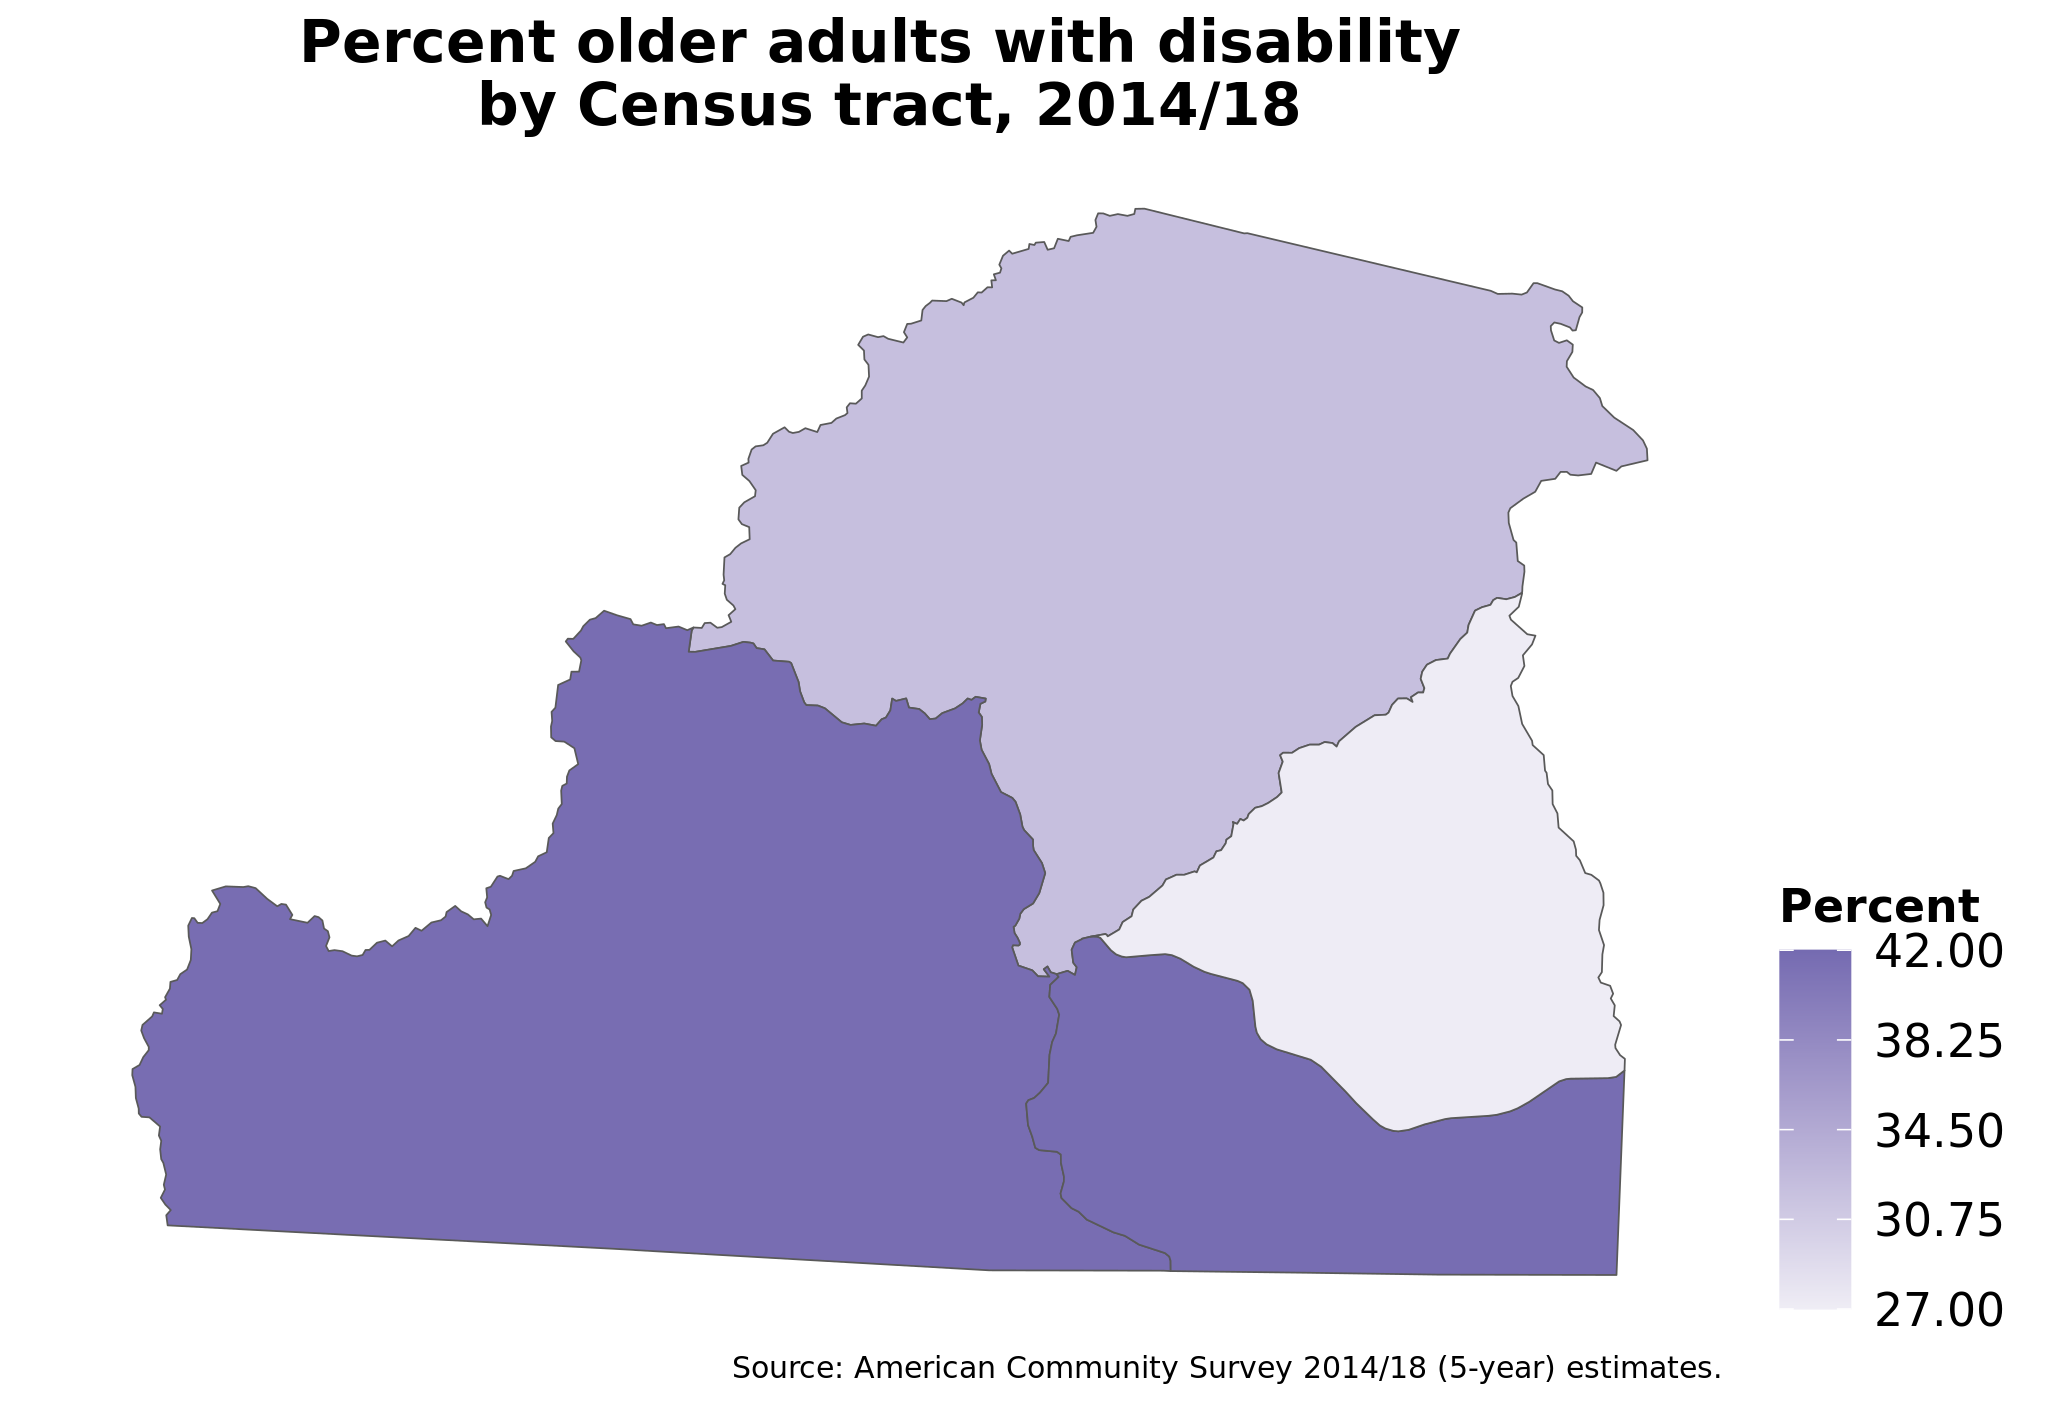 Percent older adults with disability
by Census tract, 2014/18
Percent
42.00
38.25
34.50
30.75
27.00
Source: American Community Survey 2014/18 (5-year) estimates.